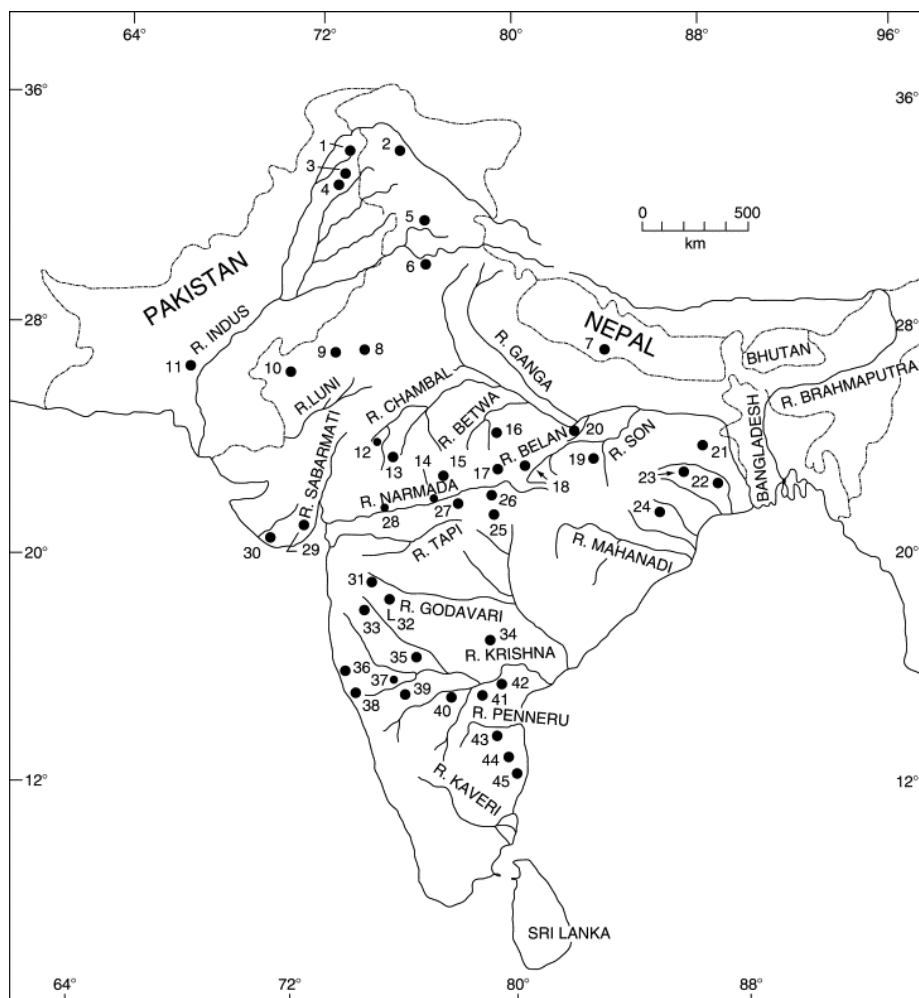 64° 72° 80° 88° 96°
36° 36°
1 2
3
4
5
0 500
km
6
PAKISTAN
R. INDUS
28° 28°
NEPAL
7
BHUTAN
R. BRAHMAPUTRA
BANGLADESH
R. GANGA
11 10 9 8
R.LUNI
R. CHAMBAL
R. BETWA
R. SABARMATI
12 13 14 15 16 17
R. BELAN
18 19 20
R. SON
21
23 22
24
R. NARMADA
28 27 26
25
30 29
20° 20°
R. TAPI
R. MAHANADI
31
32
33
R. GODAVARI
34
R. KRISHNA
35
36
37
38
39
40 41 42
R. PENNERU
43
44
45
12° 12°
R. KAVERI
SRI LANKA
64° 72° 80° 88°